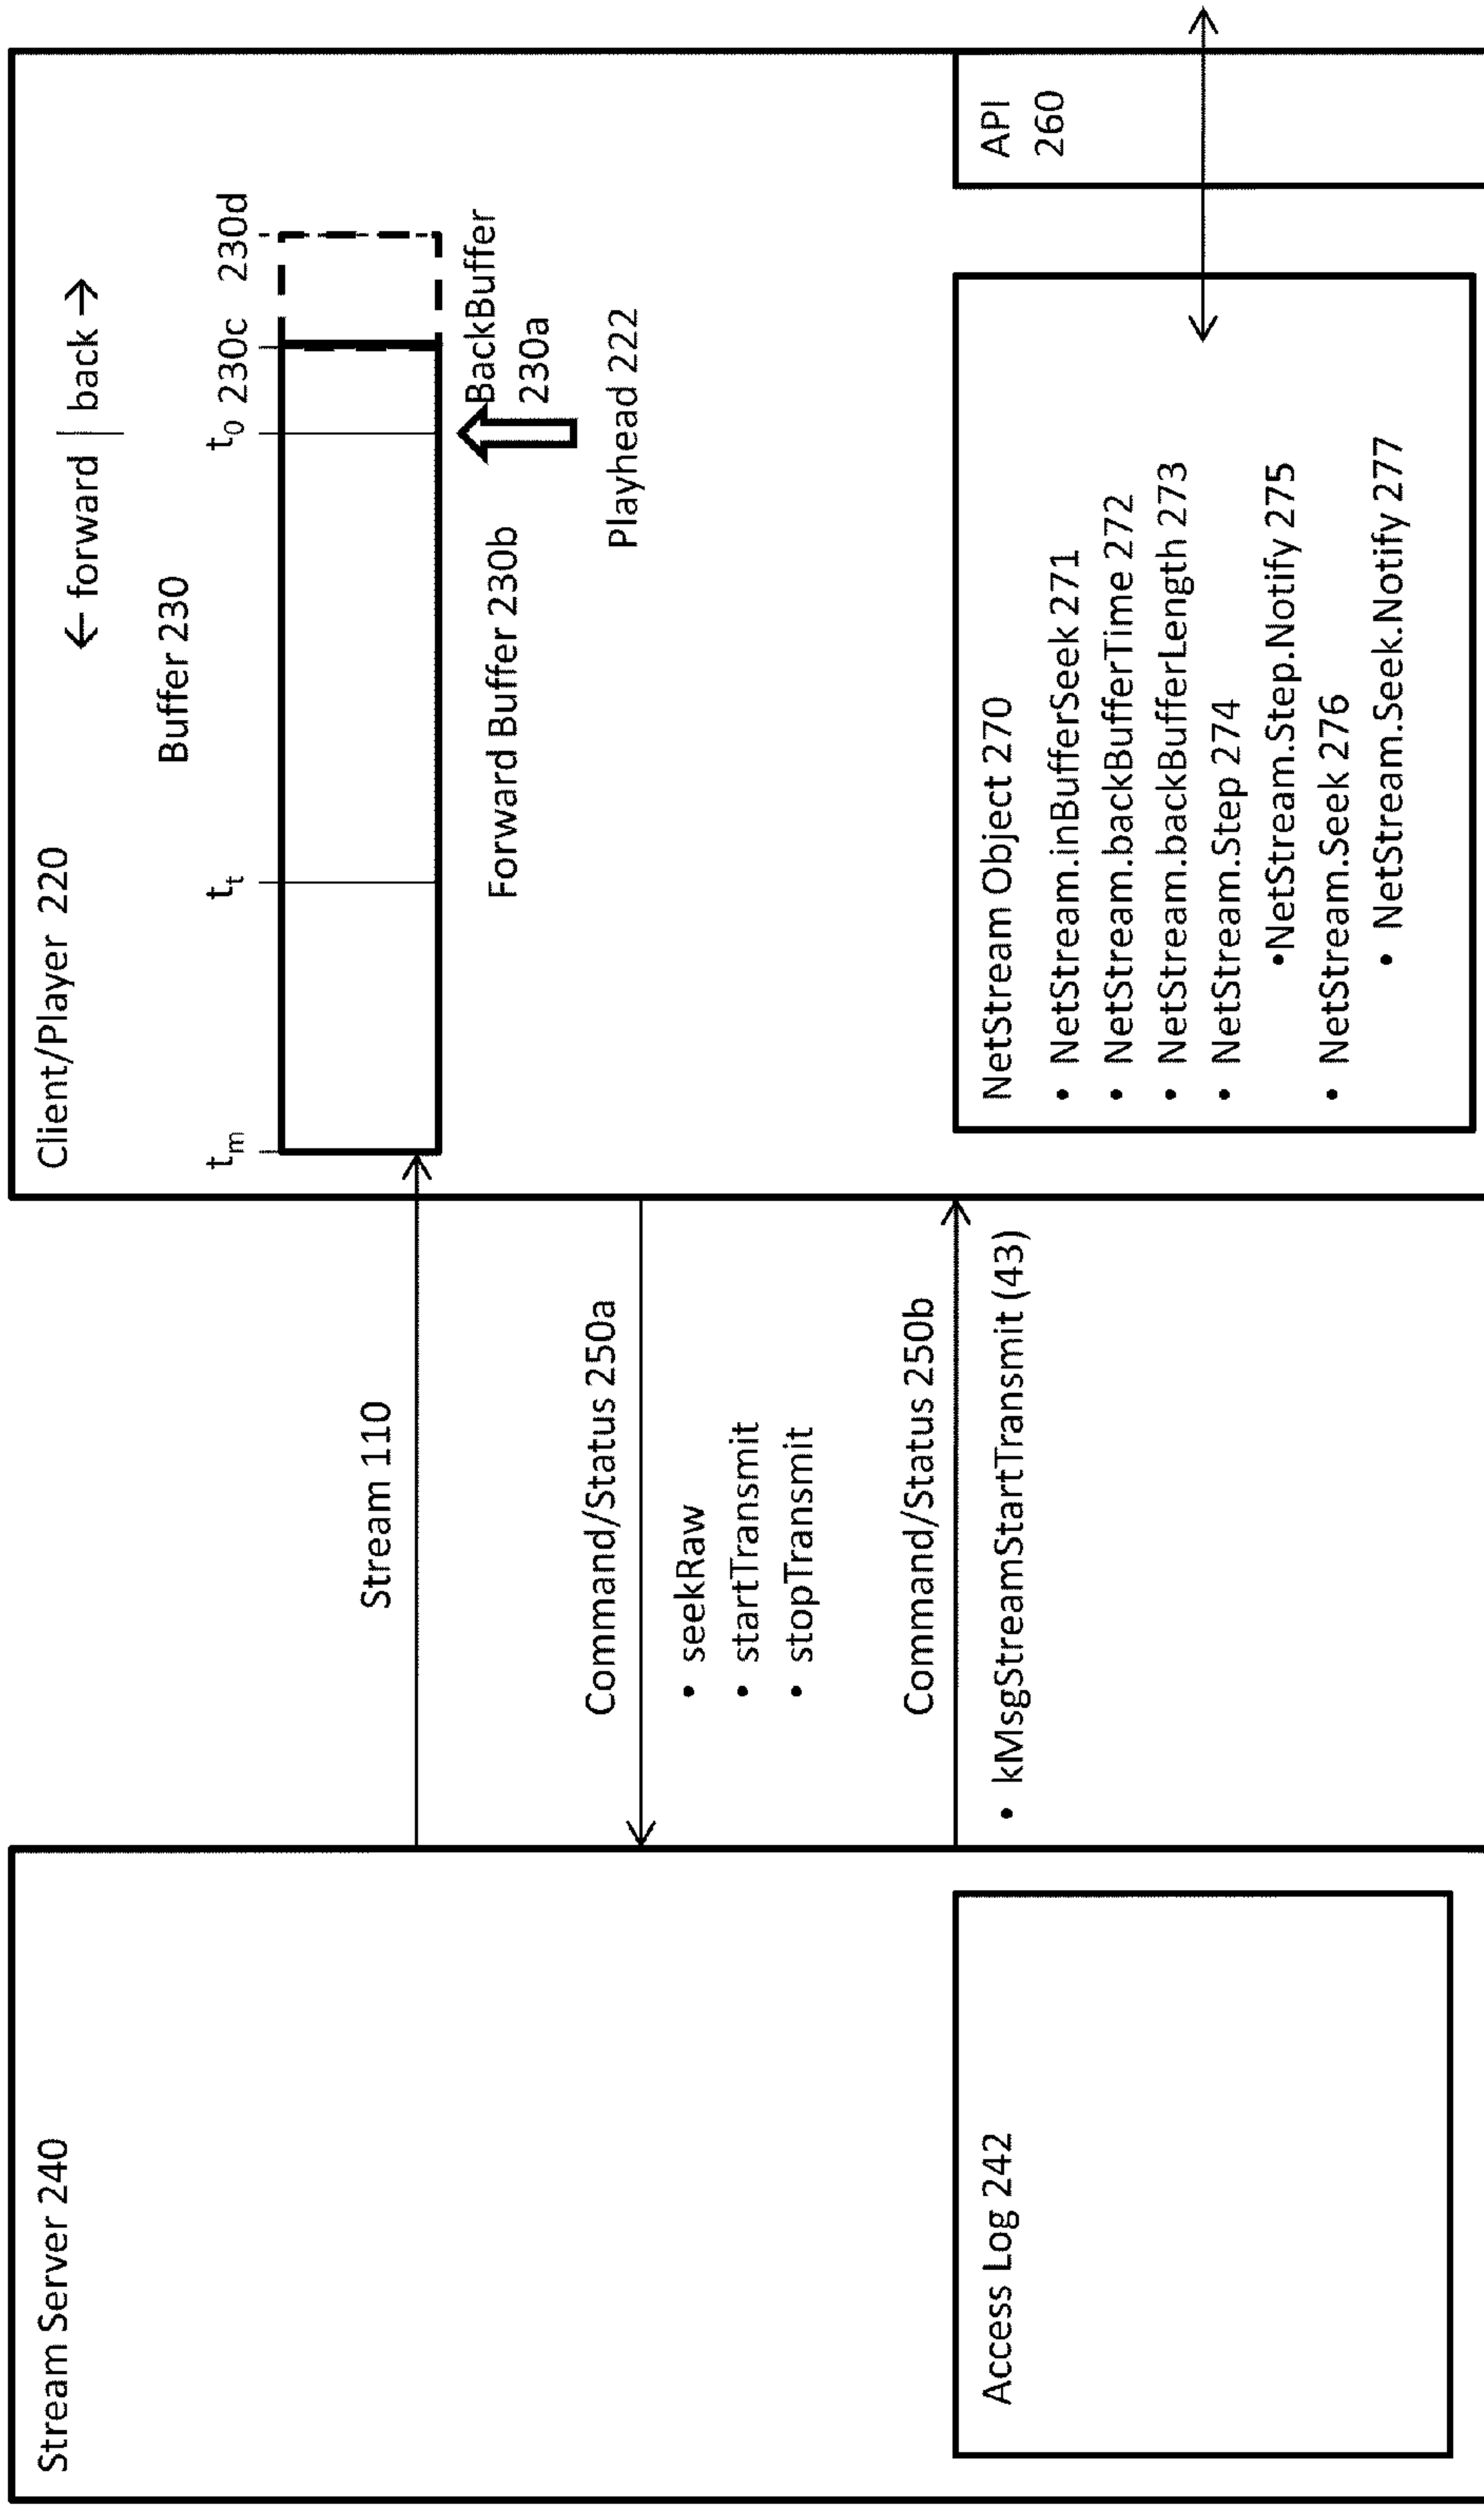 Stream Server 240
Access Log 242
Stream 110
Command/Status 250a
• seekRaw
• startTransmit
• stopTransmit
Command/Status 250b
• kMsgStreamStartTransmit (43)
Client/Player 220
← forward | back →
Buffer 230
tm
tt
t0 230c 230d
Forward Buffer 230b
BackBuffer
230a
Playhead 222
NetStream Object 270
• NetStream.inBufferSeek 271
• NetStream.backBufferTime 272
• NetStream.backBufferLength 273
• NetStream.Step 274
•NetStream.Step.Notify 275
• NetStream.Seek 276
• NetStream.Seek.Notify 277
API
260